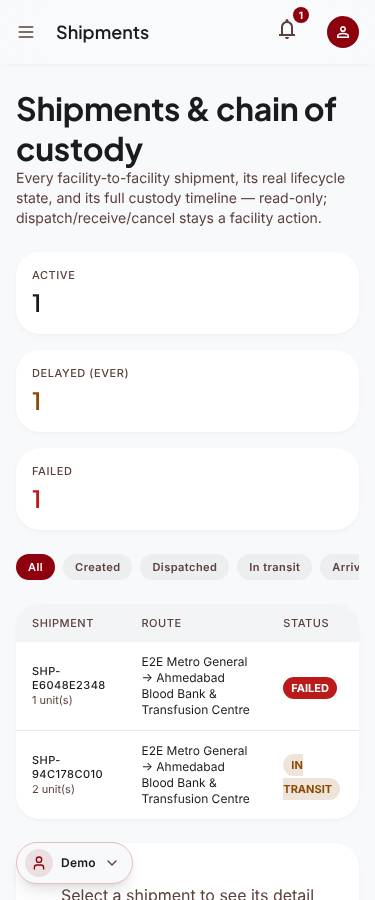 Shipments
1
Shipments & chain of
custody
Every facility-to-facility shipment, its real lifecycle
state, and its full custody timeline — read-only;
dispatch/receive/cancel stays a facility action.
ACTIVE
1
DELAYED (EVER)
1
FAILED
1
All Created Dispatched In transit Arriv
SHIPMENT ROUTE STATUS
SHP-
E6048E2348
1 unit(s)
E2E Metro General
→ Ahmedabad
Blood Bank &
Transfusion Centre
FAILED
SHP-
94C178C010
2 unit(s)
E2E Metro General
→ Ahmedabad
Blood Bank &
Transfusion Centre
IN
TRANSIT
Demo
Select a shipment to see its detail